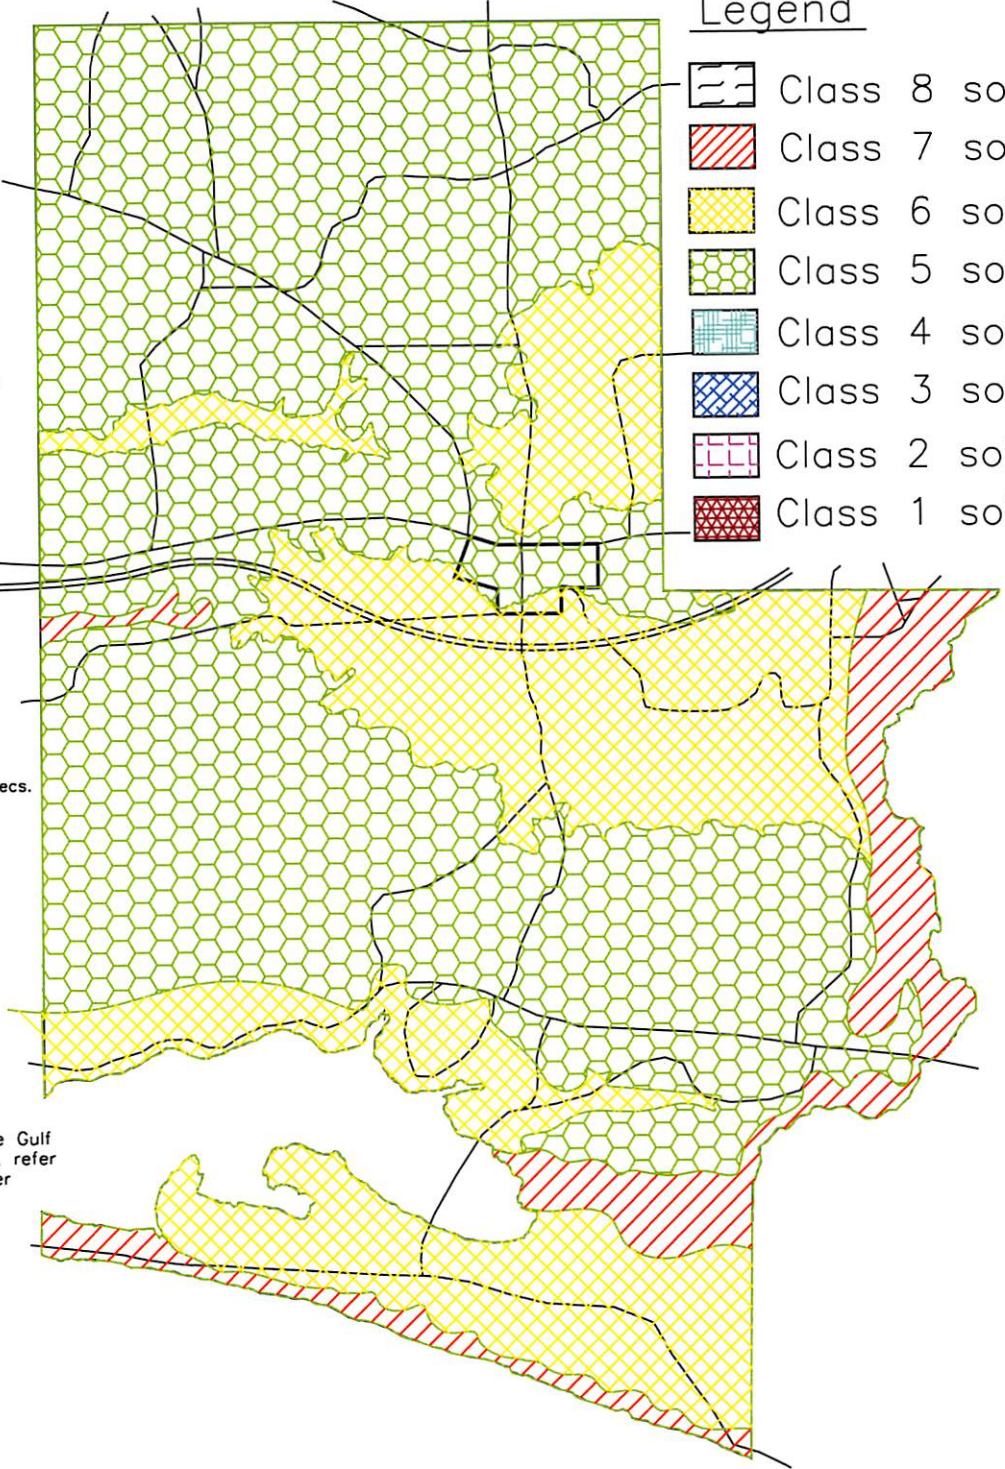 Legend
Class 8 so
Class 7 so
Class 6 so
Class 5 so
Class 4 so
Class 3 so
Class 2 so
Class 1 so
ecs.
e Gulf
refer
er